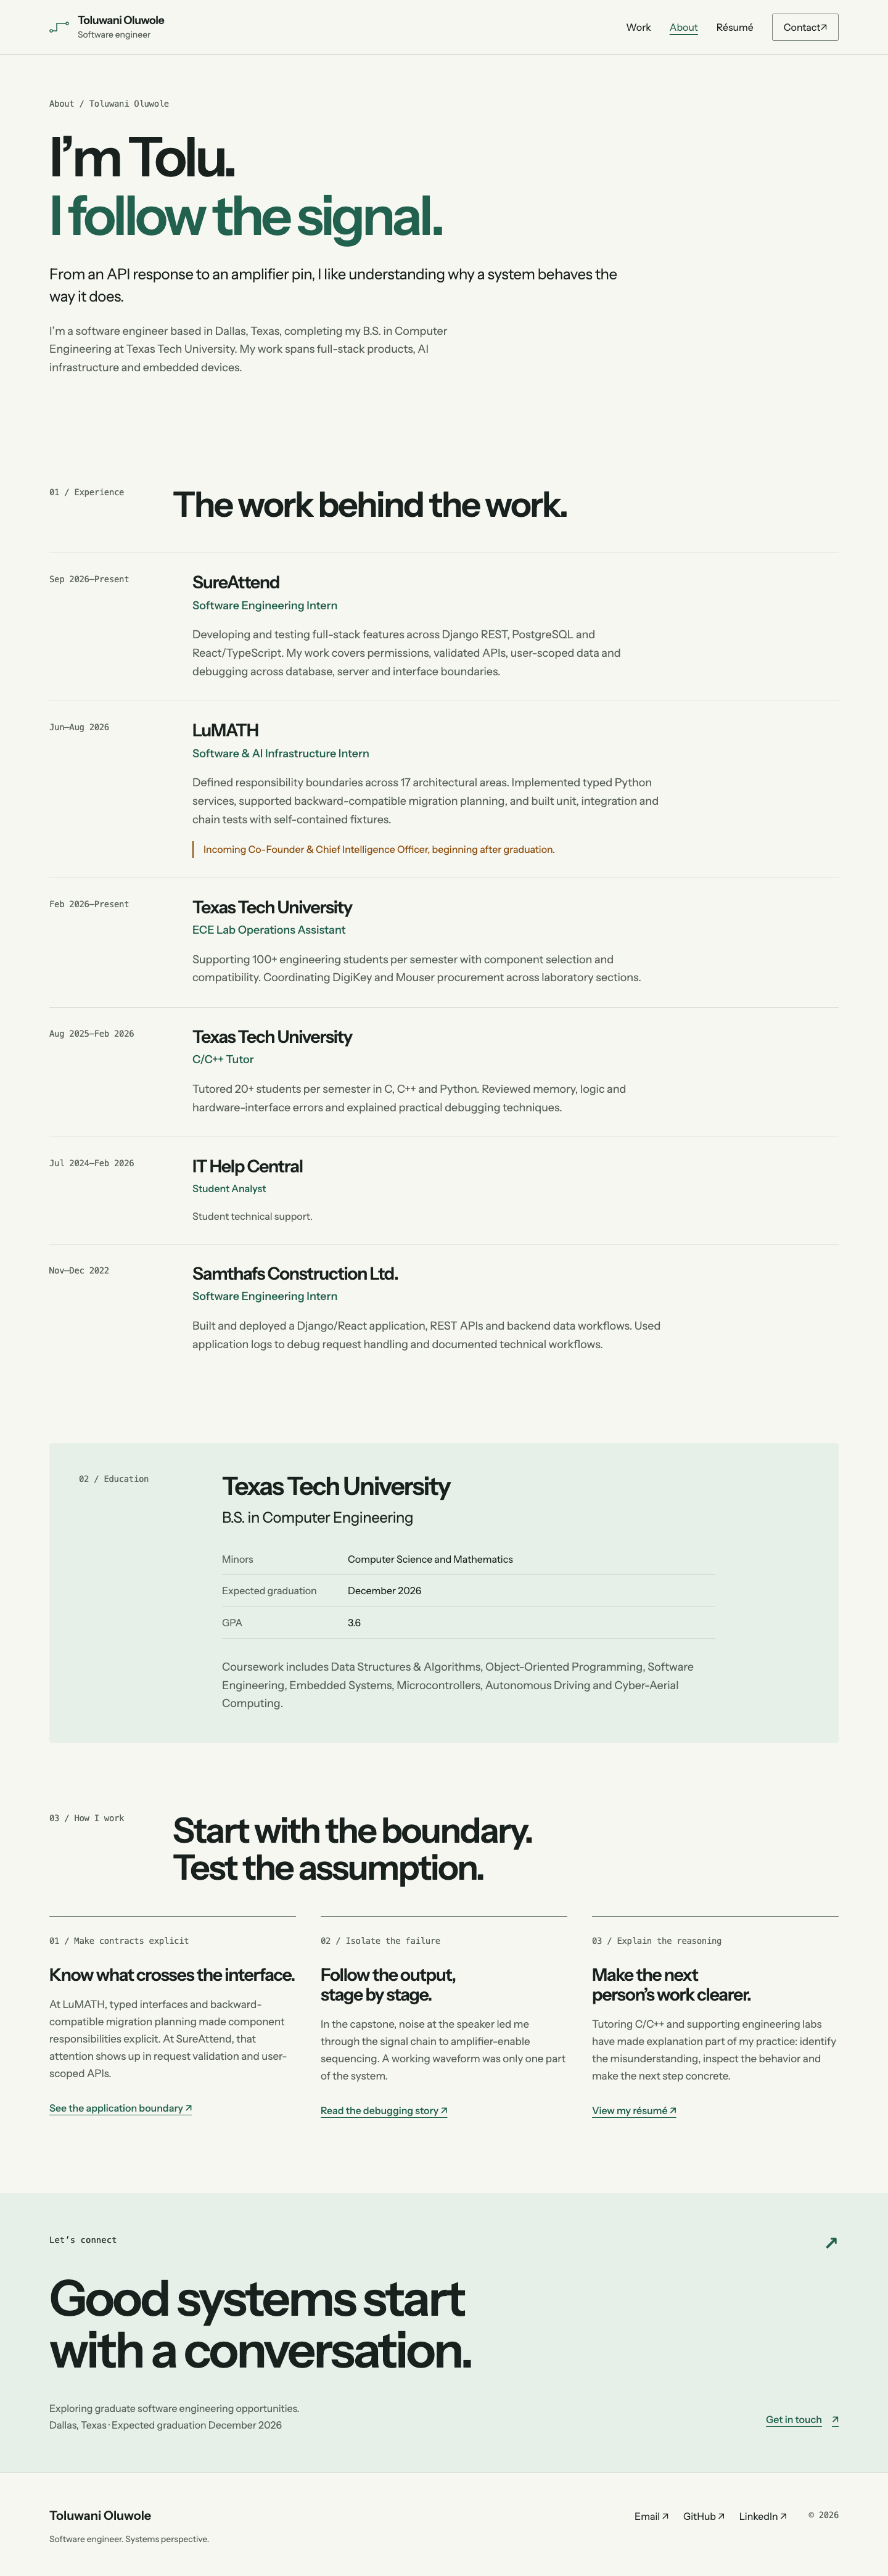 Toluwani Oluwole
Software engineer
Work
About
Résumé
Contact↗
About / Toluwani Oluwole
I’m Tolu.
I follow the signal.
From an API response to an amplifier pin, I like understanding why a system behaves the
way it does.
I’m a software engineer based in Dallas, Texas, completing my B.S. in Computer
Engineering at Texas Tech University. My work spans full-stack products, AI
infrastructure and embedded devices.
01 / Experience
The work behind the work.
Sep 2026—Present
SureAttend
Software Engineering Intern
Developing and testing full-stack features across Django REST, PostgreSQL and
React/TypeScript. My work covers permissions, validated APIs, user-scoped data and
debugging across database, server and interface boundaries.
Jun—Aug 2026
LuMATH
Software & AI Infrastructure Intern
Defined responsibility boundaries across 17 architectural areas. Implemented typed Python
services, supported backward-compatible migration planning, and built unit, integration and
chain tests with self-contained fixtures.
Incoming Co-Founder & Chief Intelligence Officer, beginning after graduation.
Feb 2026—Present
Texas Tech University
ECE Lab Operations Assistant
Supporting 100+ engineering students per semester with component selection and
compatibility. Coordinating DigiKey and Mouser procurement across laboratory sections.
Aug 2025—Feb 2026
Texas Tech University
C/C++ Tutor
Tutored 20+ students per semester in C, C++ and Python. Reviewed memory, logic and
hardware-interface errors and explained practical debugging techniques.
Jul 2024—Feb 2026
IT Help Central
Student Analyst
Student technical support.
Nov—Dec 2022
Samthafs Construction Ltd.
Software Engineering Intern
Built and deployed a Django/React application, REST APIs and backend data workflows. Used
application logs to debug request handling and documented technical workflows.
02 / Education
Texas Tech University
B.S. in Computer Engineering
Minors
Computer Science and Mathematics
Expected graduation
December 2026
GPA
3.6
Coursework includes Data Structures & Algorithms, Object-Oriented Programming, Software
Engineering, Embedded Systems, Microcontrollers, Autonomous Driving and Cyber-Aerial
Computing.
03 / How I work
Start with the boundary.
Test the assumption.
01 / Make contracts explicit
Know what crosses the interface.
At LuMATH, typed interfaces and backward-
compatible migration planning made component
responsibilities explicit. At SureAttend, that
attention shows up in request validation and user-
scoped APIs.
See the application boundary ↗
02 / Isolate the failure
Follow the output,
stage by stage.
In the capstone, noise at the speaker led me
through the signal chain to amplifier-enable
sequencing. A working waveform was only one part
of the system.
Read the debugging story ↗
03 / Explain the reasoning
Make the next
person’s work clearer.
Tutoring C/C++ and supporting engineering labs
have made explanation part of my practice: identify
the misunderstanding, inspect the behavior and
make the next step concrete.
View my résumé ↗
Let’s connect
↗
Good systems start
with a conversation.
Exploring graduate software engineering opportunities.
Dallas, Texas · Expected graduation December 2026
Get in touch ↗
Toluwani Oluwole
Software engineer. Systems perspective.
Email ↗
GitHub ↗
LinkedIn ↗
© 2026